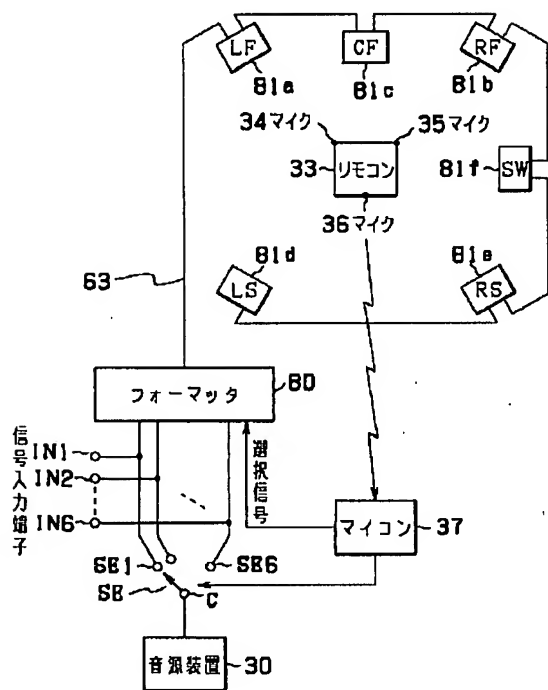 LF
CF
RF
81a
81c
81b
34マイク
35マイク
33
リモコン
81f
SW
36マイク
81d
81e
63
LS
RS
フォーマッタ
80
信号入力端子
IN1
IN2
IN6
選択信号
マイコン
37
SE1
SE6
SE
C
音源装置
30